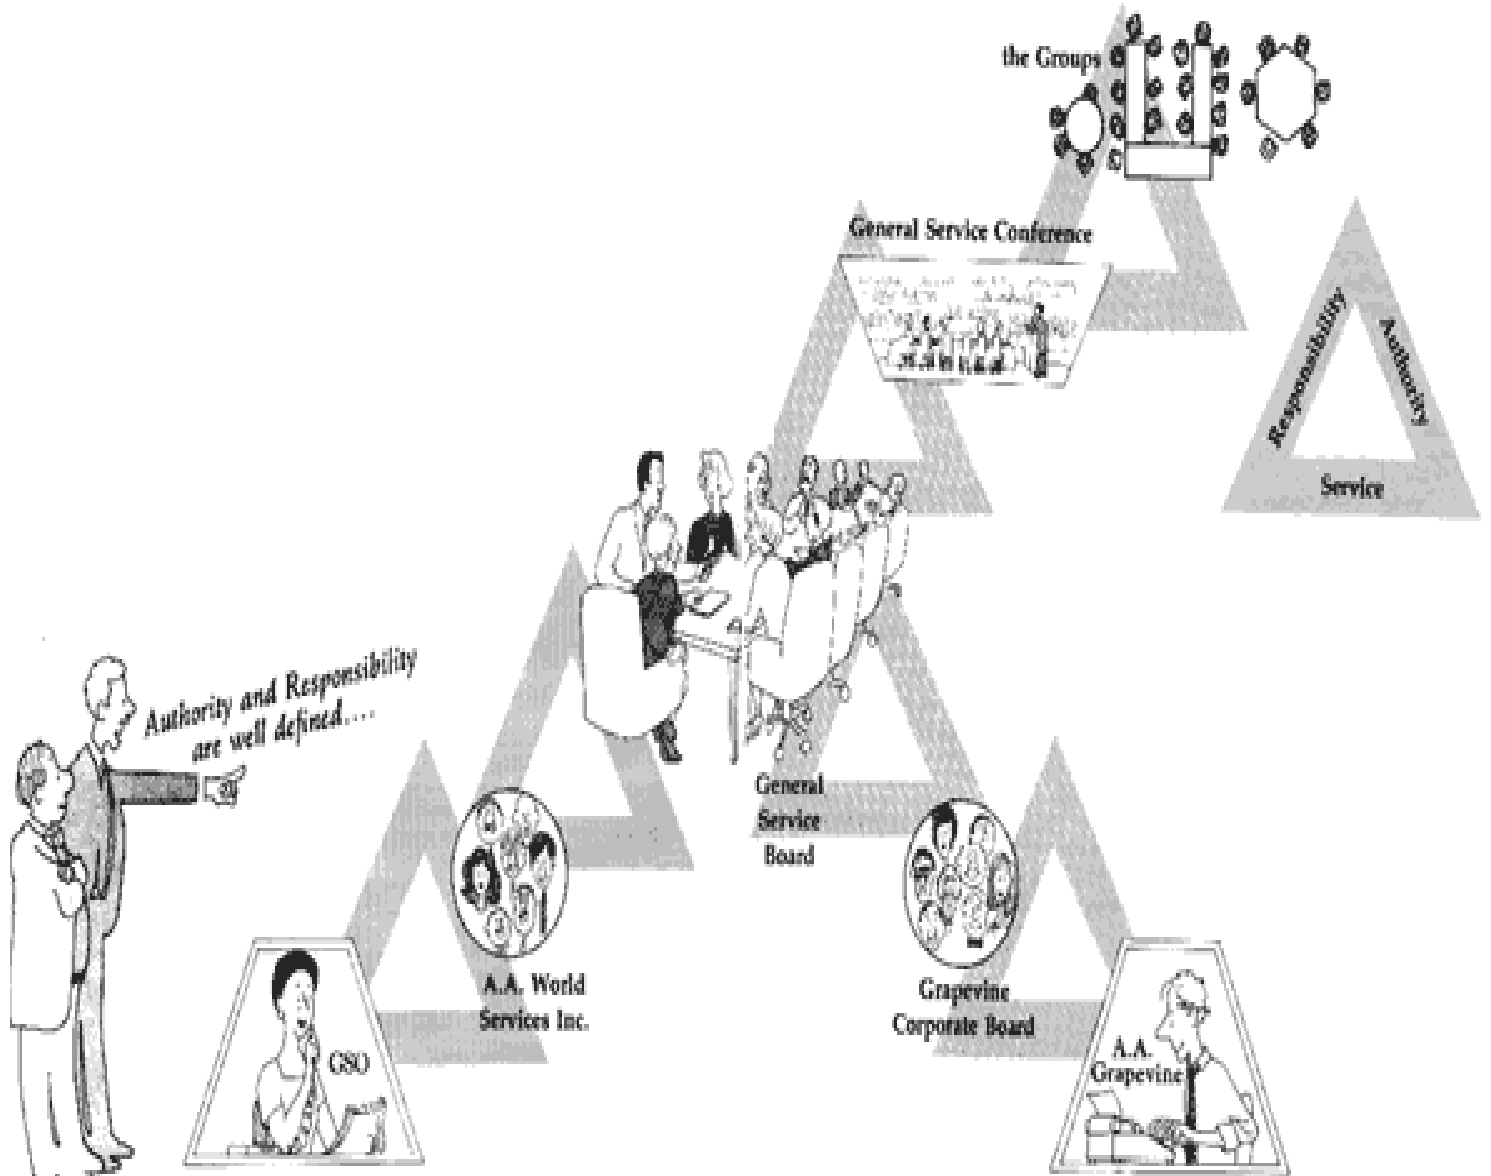 the Groups
General Service Conference
Responsibility
Authority
Service
Authority and Responsibility
are well defined....
General
Service
Board
A.A. World
Services Inc.
Grapevine
Corporate Board
GSO
A.A.
Grapevine